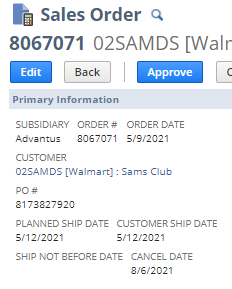 Sales Order
8067071 02SAMDS [Walm
Edit Back Approve
Primary Information
SUBSIDIARY ORDER # ORDER DATE
Advantus 8067071 5/9/2021
CUSTOMER
02SAMDS [Walmart] : Sams Club
PO #
8173827920
PLANNED SHIP DATE CUSTOMER SHIP DATE
5/12/2021 5/12/2021
SHIP NOT BEFORE DATE CANCEL DATE
8/6/2021